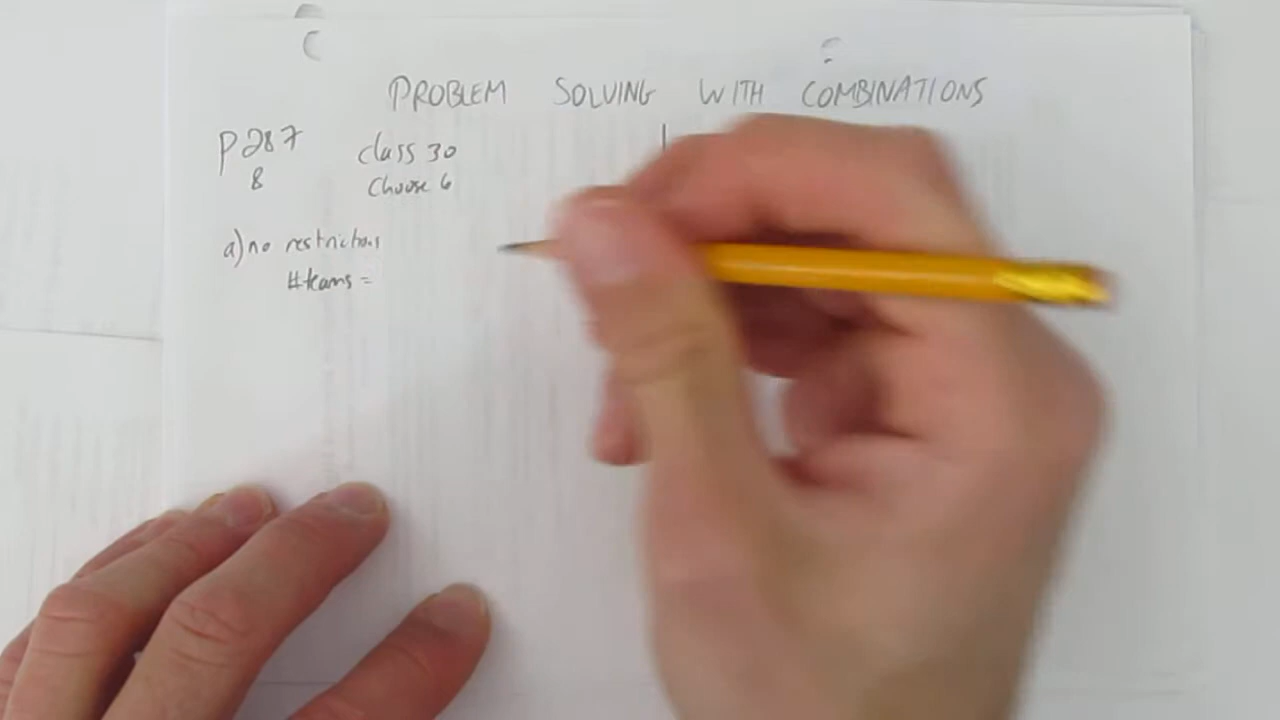 PROBLEM SOLVING WITH COMBINATIONS
p287
8
class 30
Choose 6
a) no restrictions
#teams =